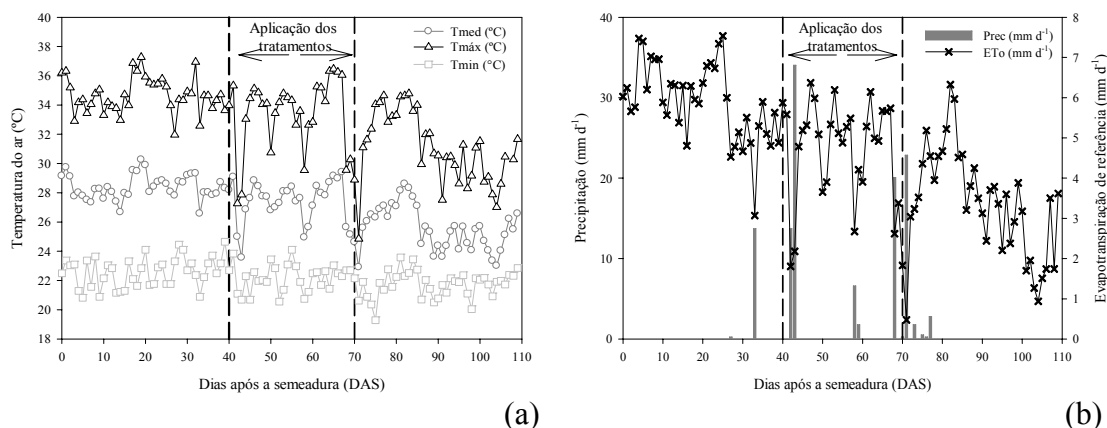 Aplicação dos
tratamentos
Tmed (ºC)
Tmáx (ºC)
Tmin (°C)
Temperatura do ar (ºC)
40
38
36
34
32
30
28
26
24
22
20
18
0 10 20 30 40 50 60 70 80 90 100 110
Dias após a semeadura (DAS)
(a)
Aplicação dos
tratamentos
Prec (mm d-1)
ETo (mm d-1)
Precipitação (mm d-1)
40
30
20
10
0
Evapotranspiração de referência (mm d-1)
8
7
6
5
4
3
2
1
0
0 10 20 30 40 50 60 70 80 90 100 110
Dias após a semeadura (DAS)
(b)